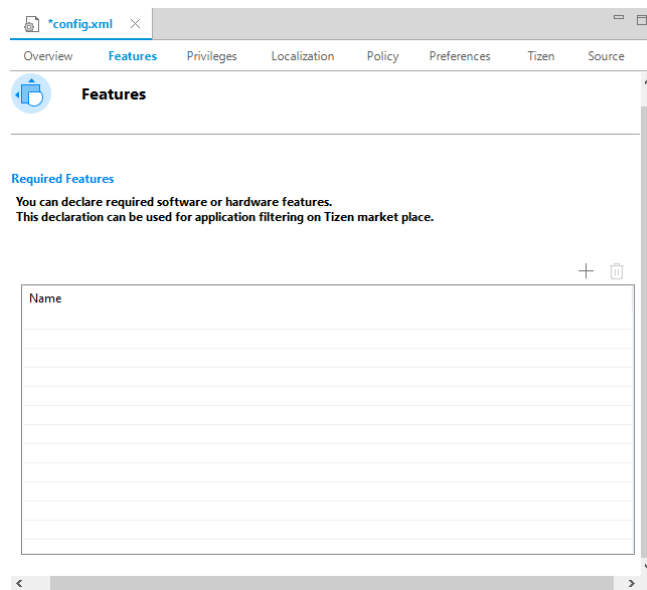 *config.xml
Overview Features Privileges Localization Policy Preferences Tizen Source
Features
Required Features
You can declare required software or hardware features.
This declaration can be used for application filtering on Tizen market place.
Name